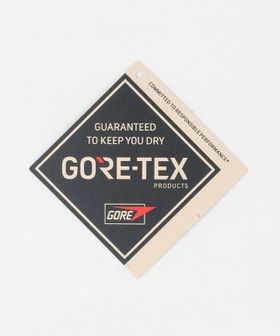 COMMITTED TO RESPONSIBLE PERFORMANCE*
GUARANTEED
TO KEEP YOU DRY
GORE-TEX
PRODUCTS
GORE